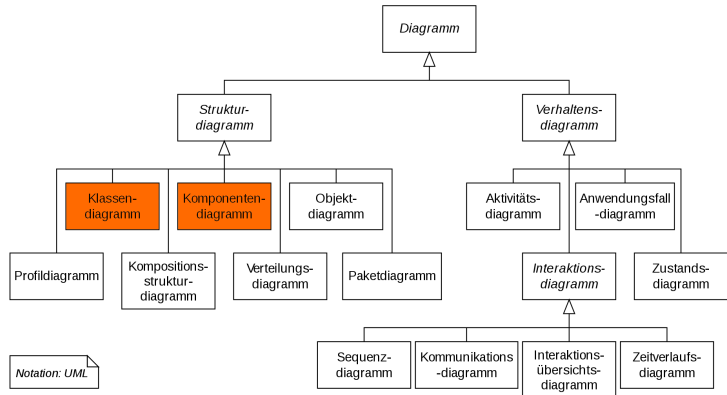 Diagramm
Struktur-
diagramm
Verhaltens-
diagramm
Klassen-
diagramm
Komponenten-
diagramm
Objekt-
diagramm
Aktivitäts-
diagramm
Anwendungsfall
-diagramm
Profildiagramm
Kompositions-
struktur-
diagramm
Verteilungs-
diagramm
Paketdiagramm
Interaktions-
diagramm
Zustands-
diagramm
Sequenz-
diagramm
Kommunikations
-diagramm
Interaktions-
übersichts-
diagramm
Zeitverlaufs-
diagramm
Notation: UML